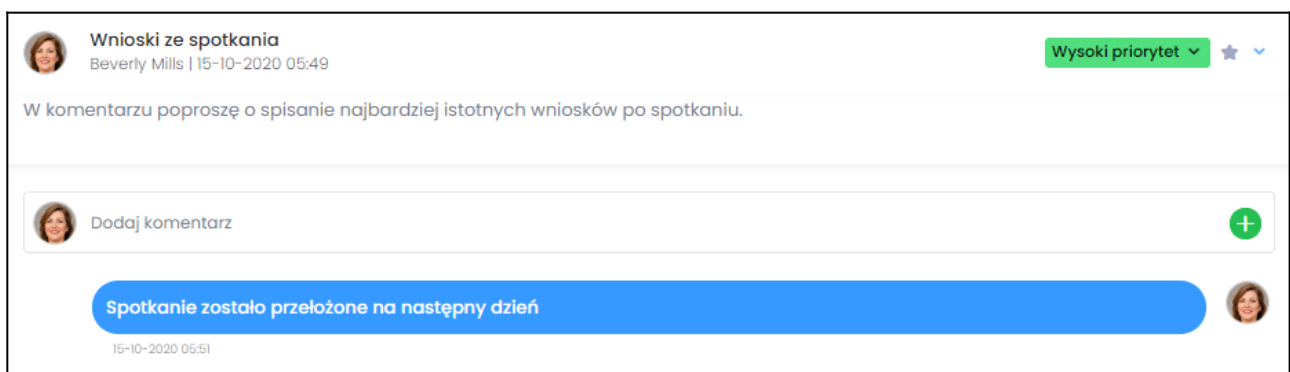 Wnioski ze spotkania
Beverly Mills | 15-10-2020 05:49
Wysoki priorytet
W komentarzu poproszę o spisanie najbardziej istotnych wniosków po spotkaniu.
Dodaj komentarz
Spotkanie zostało przełożone na następny dzień
15-10-2020 05:51